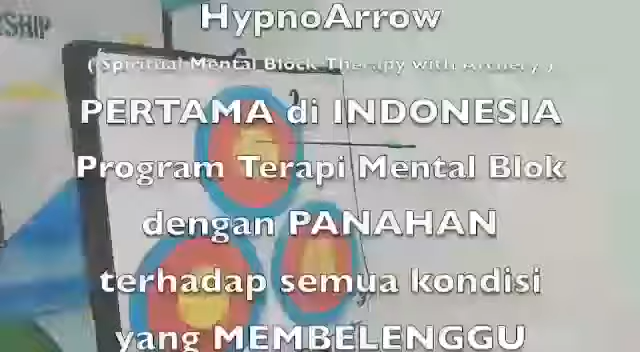 HypnoArrow
( Spiritual Mental Block Therapy with Archery )
PERTAMA di INDONESIA
Program Terapi Mental Blok
dengan PANAHAN
terhadap semua kondisi
yang MEMBELENGGU